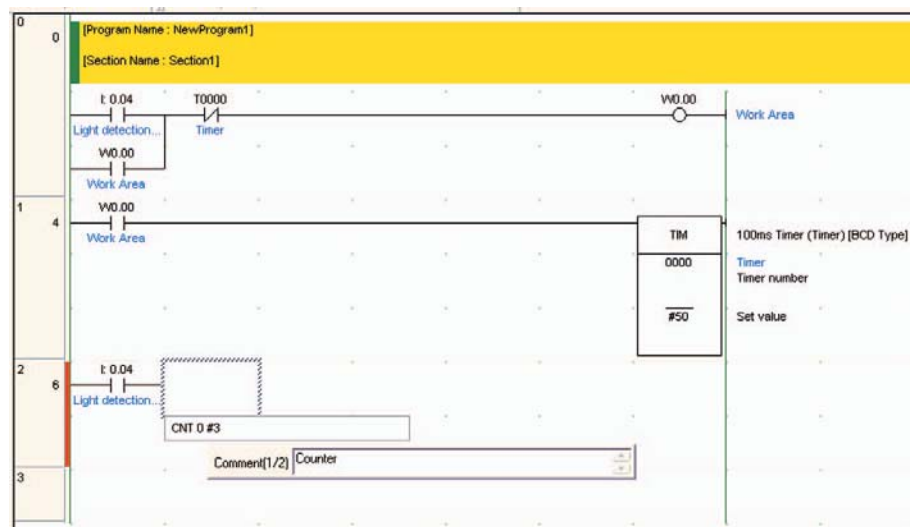 0
0
[Program Name : NewProgram1]
[Section Name : Section1]
I: 0.04 T0000 W0.00
Light detection... Timer Work Area
W0.00
Work Area
1
4
W0.00
Work Area
TIM 100ms Timer (Timer) [BCD Type]
0000 Timer
Timer number
#50 Set value
2
6
I: 0.04
Light detection...
CNT 0 #3
Comment(1/2) Counter
3